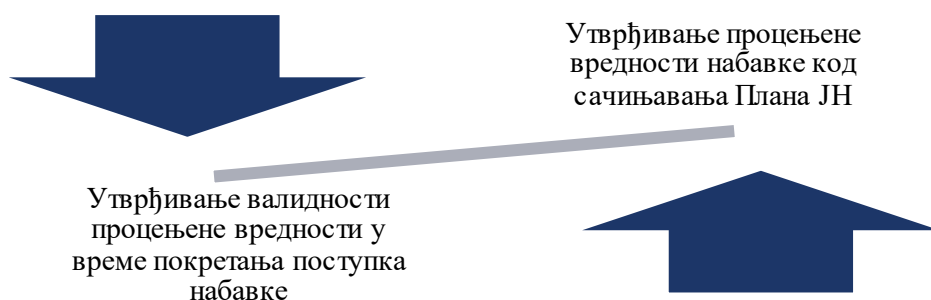 Утврђивање процењене
вредности набавке код
сачињавања Плана ЈН
Утврђивање валидности
процењене вредности у
време покретања поступка
набавке